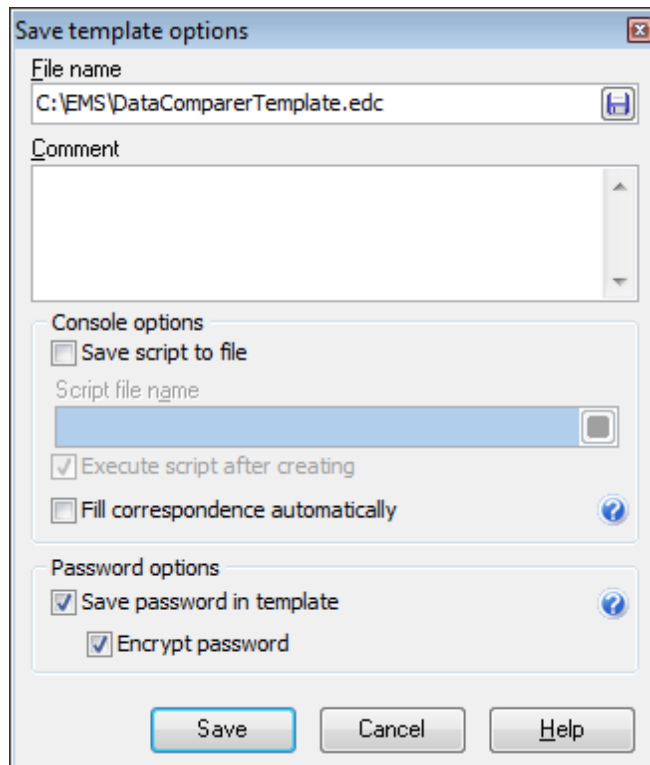 Save template options
File name
C:\EMS\DataComparerTemplate.edc
Comment
Console options
Save script to file
Script file name
Execute script after creating
Fill correspondence automatically
Password options
Save password in template
Encrypt password
Save Cancel Help